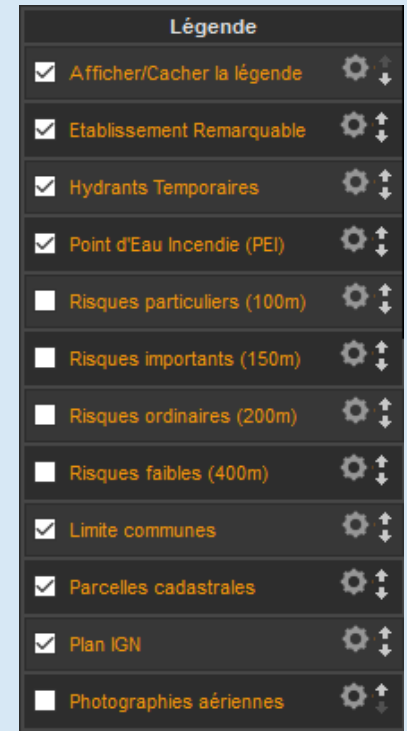 Légende
Afficher/Cacher la légende
Etablissement Remarquable
Hydrants Temporaires
Point d'Eau Incendie (PEI)
Risques particuliers (100m)
Risques importants (150m)
Risques ordinaires (200m)
Risques faibles (400m)
Limite communes
Parcelles cadastrales
Plan IGN
Photographies aériennes